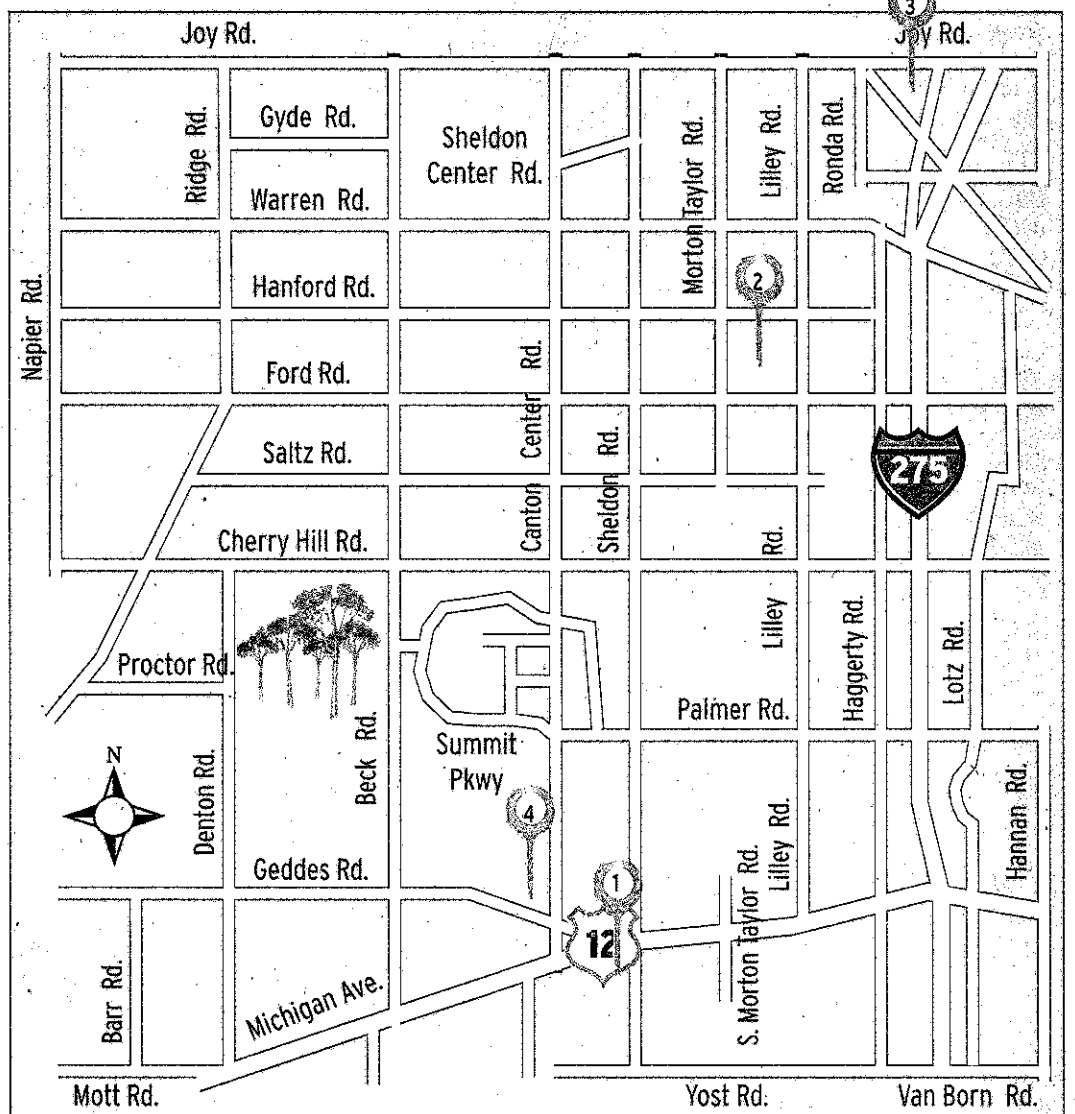 3
Joy Rd.
Joy Rd.
Gyde Rd.
Ridge Rd.
Sheldon
Center Rd.
Morton Taylor Rd.
Lilley Rd.
Ronda Rd.
Warren Rd.
Napier Rd.
Hanford Rd.
2
Ford Rd.
Canton Center Rd.
Sheldon Rd.
Saltz Rd.
275
Cherry Hill Rd.
Lilley Rd.
Proctor Rd.
Haggerty Rd.
Lotz Rd.
Palmer Rd.
Beck Rd.
Summit
Pkwy
N
Denton Rd.
4
Hannan Rd.
Lilley Rd.
Geddes Rd.
1
12
S. Morton Taylor Rd.
Barr Rd.
Michigan Ave.
Mott Rd.
Yost Rd.
Van Born Rd.